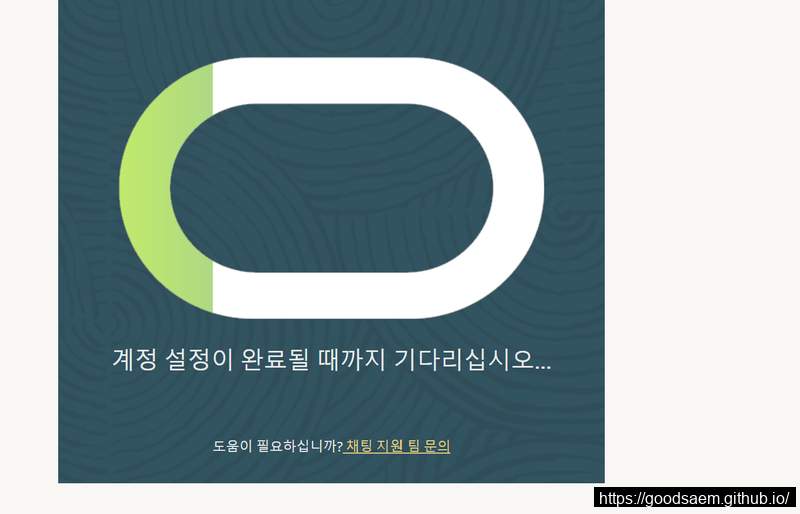 계정 설정이 완료될 때까지 기다리십시오...
도움이 필요하십니까? 채팅 지원 팀 문의
https://goodsaem.github.io/